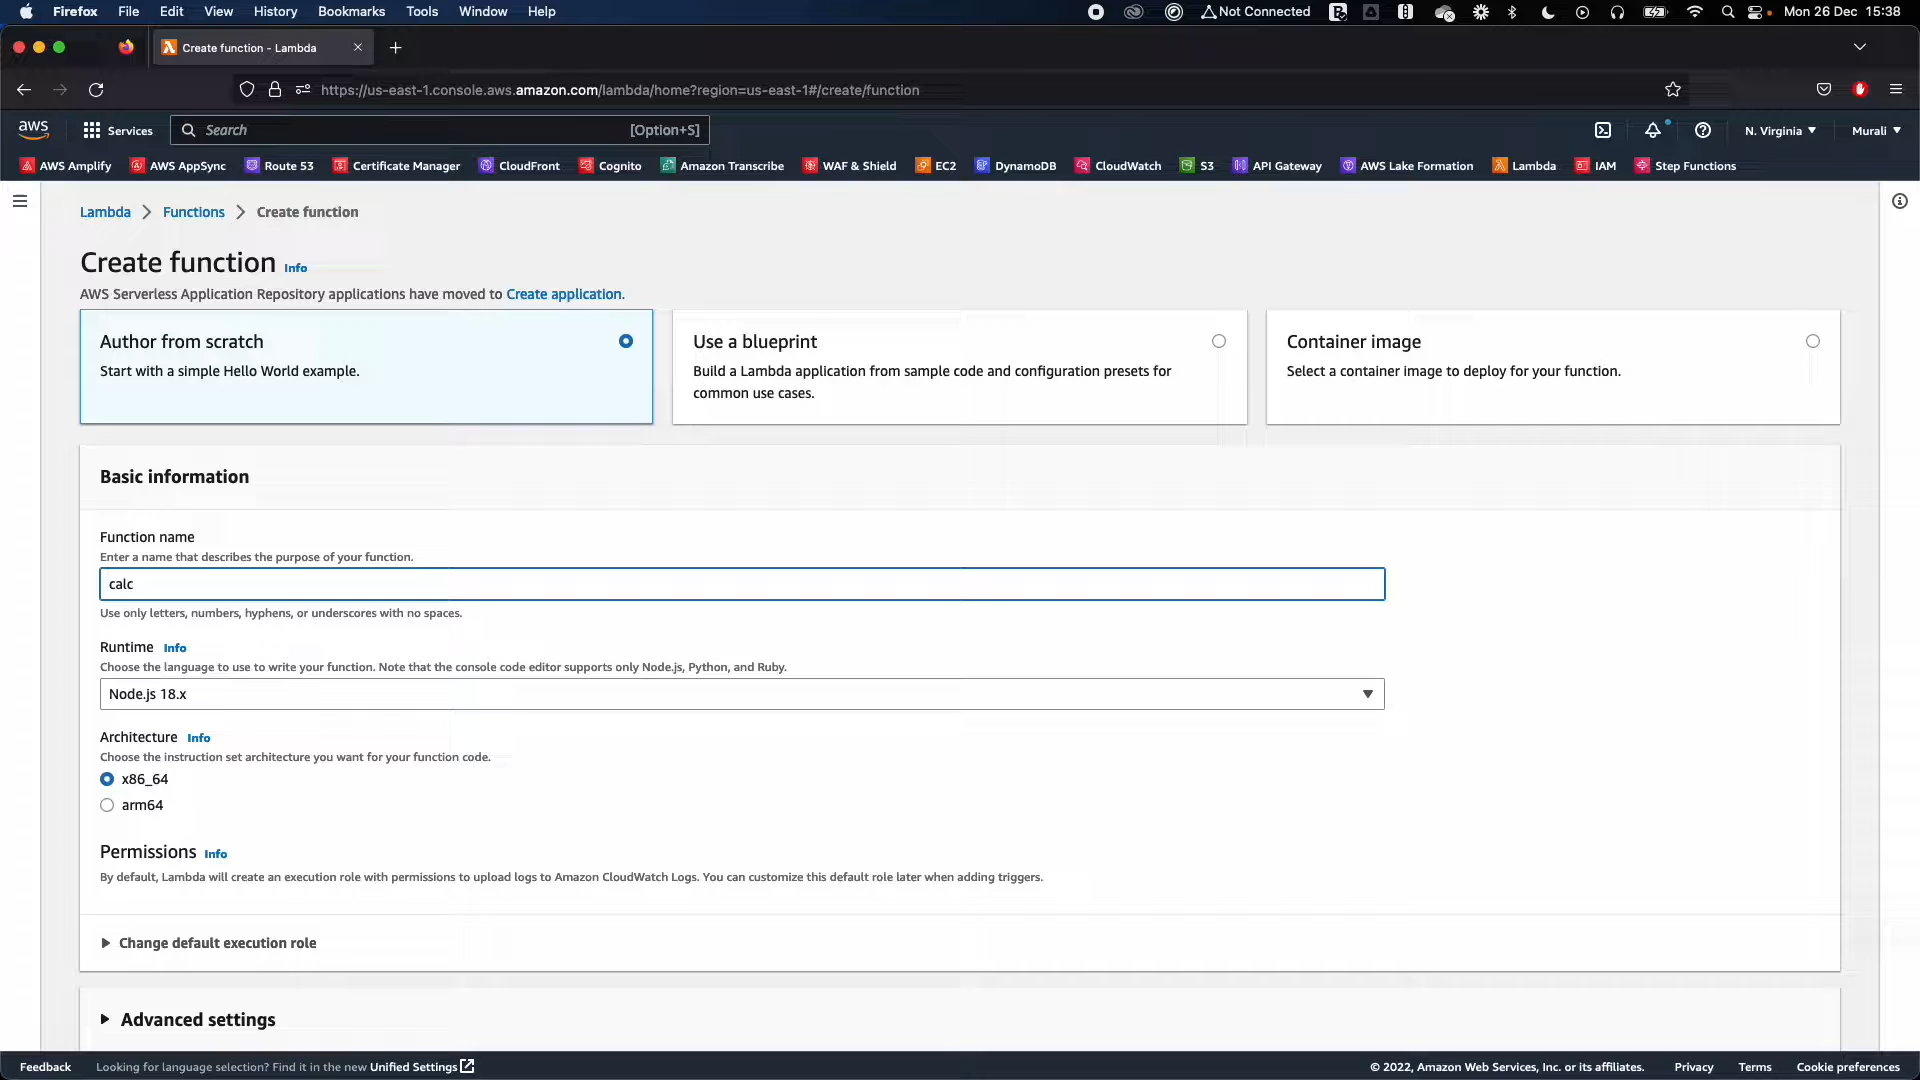 Firefox File Edit View History Bookmarks Tools Window Help Not Connected Mon 26 Dec 15:38
Create function - Lambda
https://us-east-1.console.aws.amazon.com/lambda/home?region=us-east-1#/create/function
aws Services Search [Option+S] N. Virginia Murali
AWS Amplify AWS AppSync Route 53 Certificate Manager CloudFront Cognito Amazon Transcribe WAF & Shield EC2 DynamoDB CloudWatch S3 API Gateway AWS Lake Formation Lambda IAM Step Functions
Lambda Functions Create function
Create function Info
AWS Serverless Application Repository applications have moved to Create application.
Author from scratch
Start with a simple Hello World example.
Use a blueprint
Build a Lambda application from sample code and configuration presets for
common use cases.
Container image
Select a container image to deploy for your function.
Basic information
Function name
Enter a name that describes the purpose of your function.
calc
Use only letters, numbers, hyphens, or underscores with no spaces.
Runtime Info
Choose the language to use to write your function. Note that the console code editor supports only Node.js, Python, and Ruby.
Node.js 18.x
Architecture Info
Choose the instruction set architecture you want for your function code.
x86_64
arm64
Permissions Info
By default, Lambda will create an execution role with permissions to upload logs to Amazon CloudWatch Logs. You can customize this default role later when adding triggers.
Change default execution role
Advanced settings
Feedback Looking for language selection? Find it in the new Unified Settings © 2022, Amazon Web Services, Inc. or its affiliates. Privacy Terms Cookie preferences